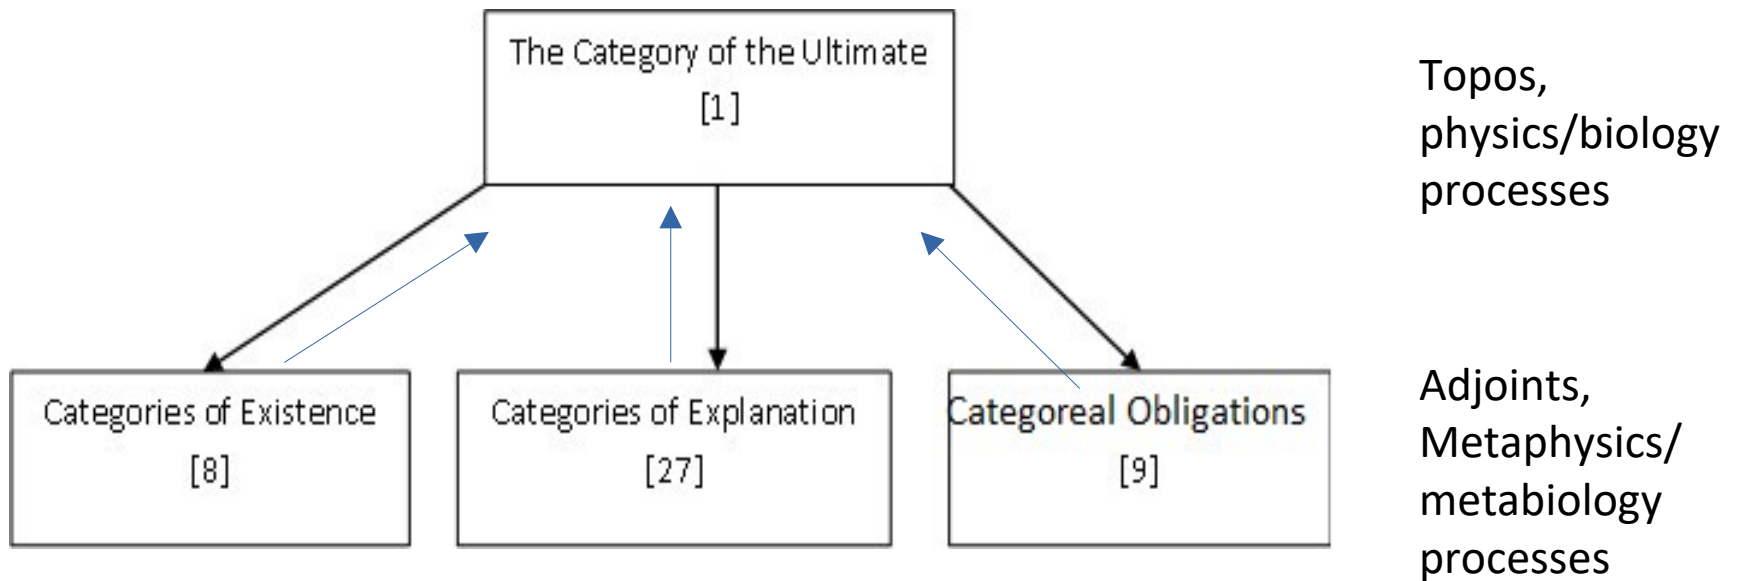 The Category of the Ultimate
[1]
Topos,
physics/biology
processes
Categories of Existence
[8]
Categories of Explanation
[27]
Categoreal Obligations
[9]
Adjoints,
Metaphysics/
metabiology
processes